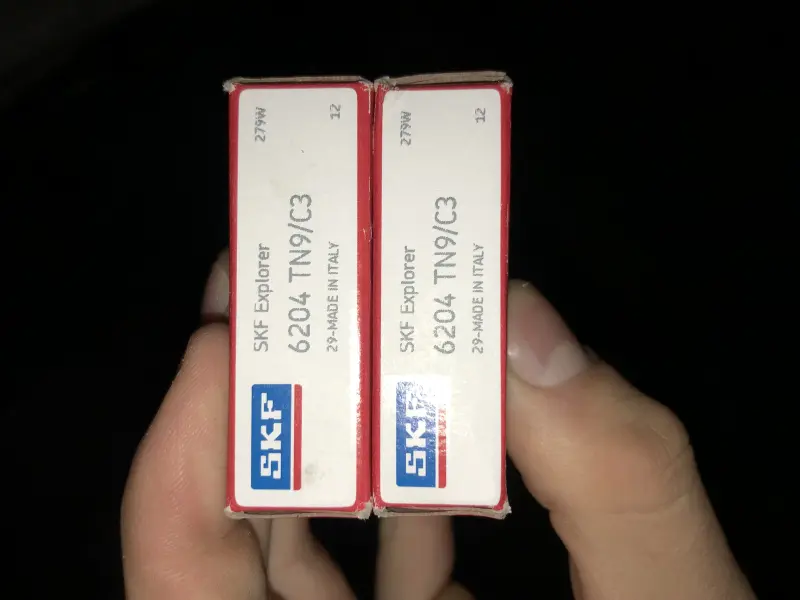 SKF
SKF Explorer
279W
6204 TN9/C3
29-MADE IN ITALY
12
SKF
SKF Explorer
279W
6204 TN9/C3
29-MADE IN ITALY
12